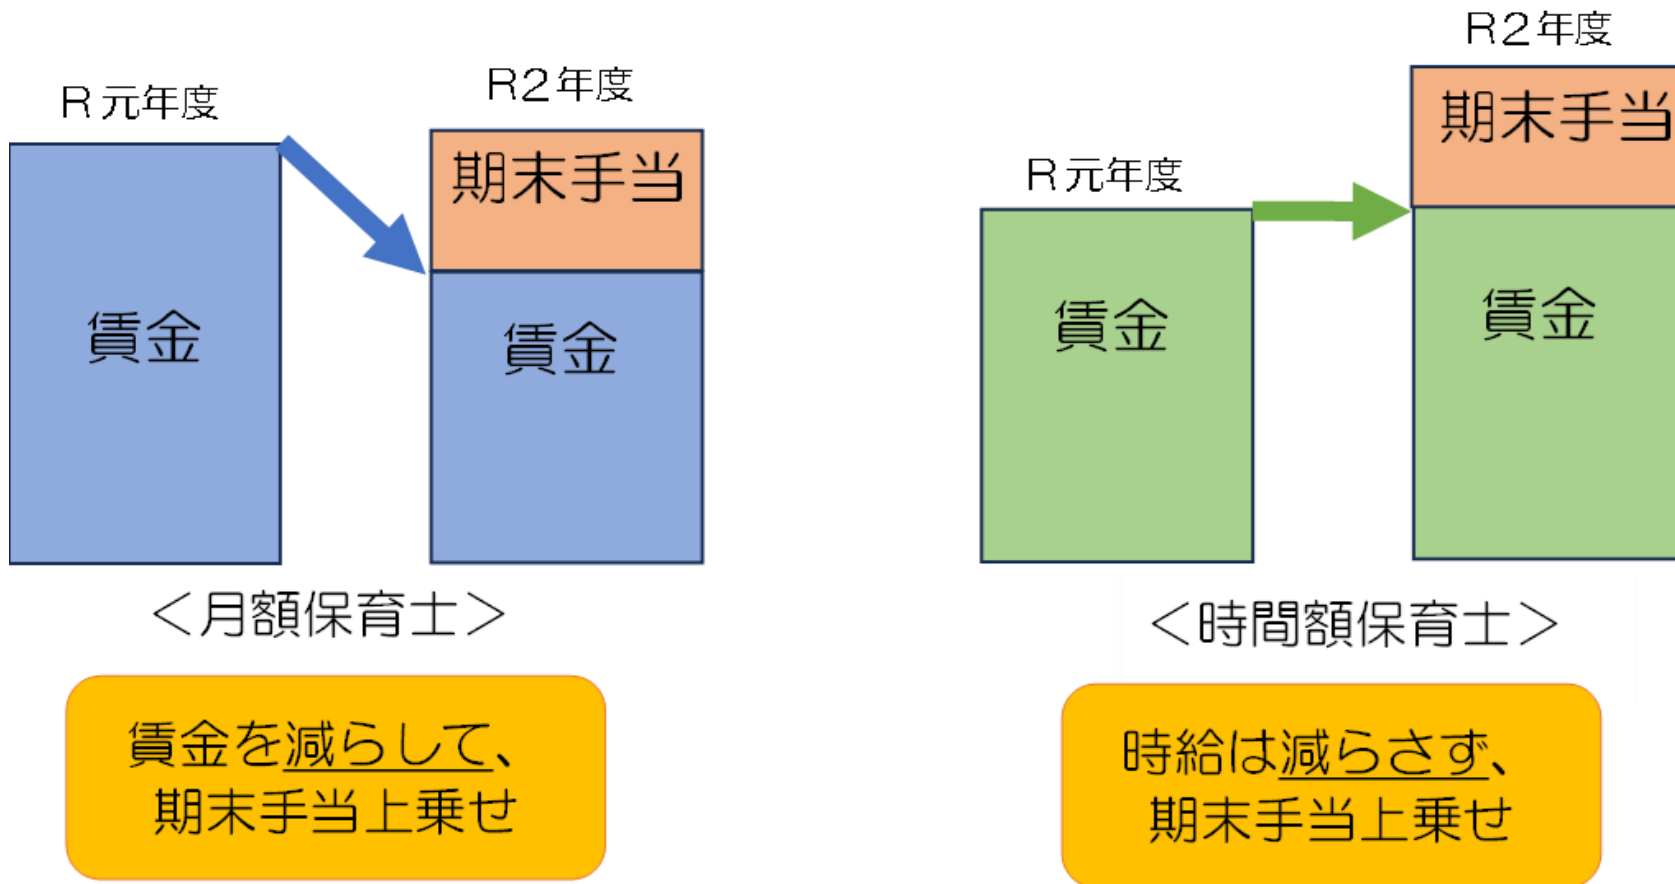 R元年度
R2年度
期末手当
賃金
賃金
<月額保育士>
賃金を減らして、
期末手当上乗せ
R元年度
R2年度
期末手当
賃金
賃金
<時間額保育士>
時給は減らさず、
期末手当上乗せ